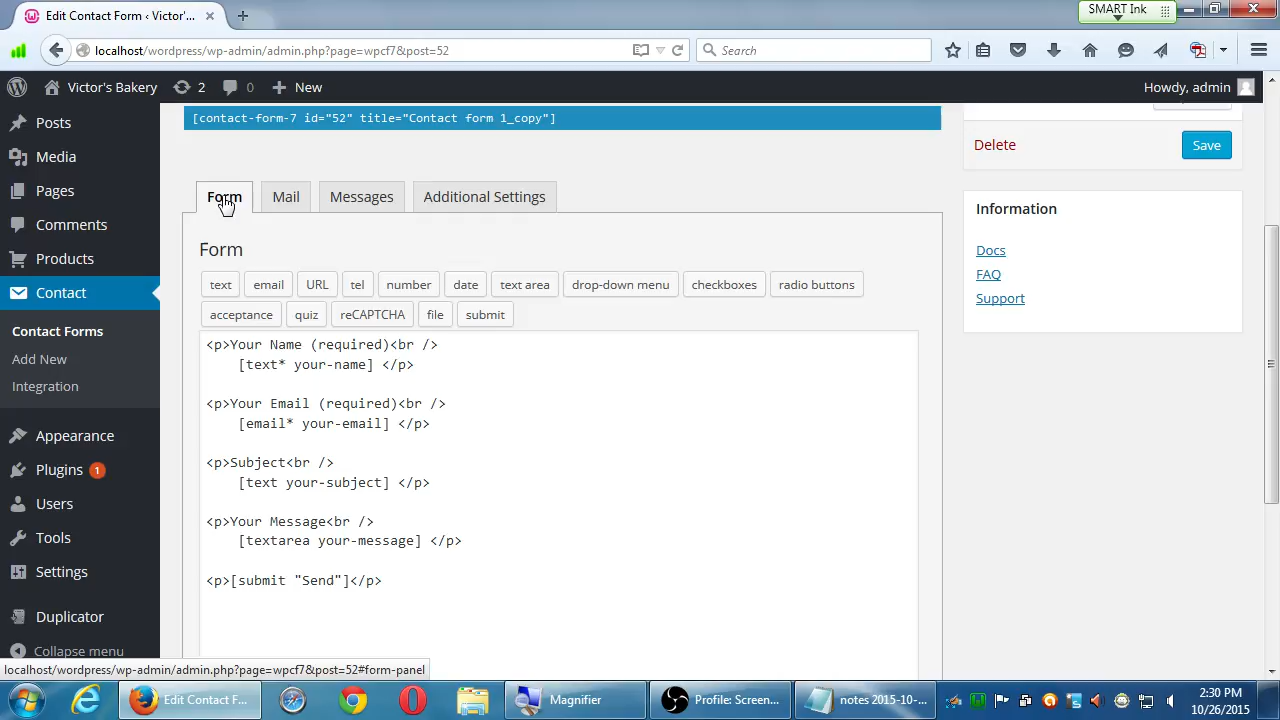 Edit Contact Form ‹ Victor'...
SMART Ink
localhost/wordpress/wp-admin/admin.php?page=wpcf7&post=52
Search
Victor's Bakery
2
0
New
Howdy, admin
Posts
Media
Pages
Comments
Products
Contact
Contact Forms
Add New
Integration
Appearance
Plugins 1
Users
Tools
Settings
Duplicator
Collapse menu
[contact-form-7 id="52" title="Contact form 1_copy"]
Form Mail Messages Additional Settings
Form
text email URL tel number date text area drop-down menu checkboxes radio buttons
acceptance quiz reCAPTCHA file submit
<p>Your Name (required)<br />
    [text* your-name] </p>
<p>Your Email (required)<br />
    [email* your-email] </p>
<p>Subject<br />
    [text your-subject] </p>
<p>Your Message<br />
    [textarea your-message] </p>
<p>[submit "Send"]</p>
Delete
Save
Information
Docs
FAQ
Support
localhost/wordpress/wp-admin/admin.php?page=wpcf7&post=52#form-panel
Edit Contact F...
Magnifier
Profile: Screen...
notes 2015-10-...
2:30 PM
10/26/2015